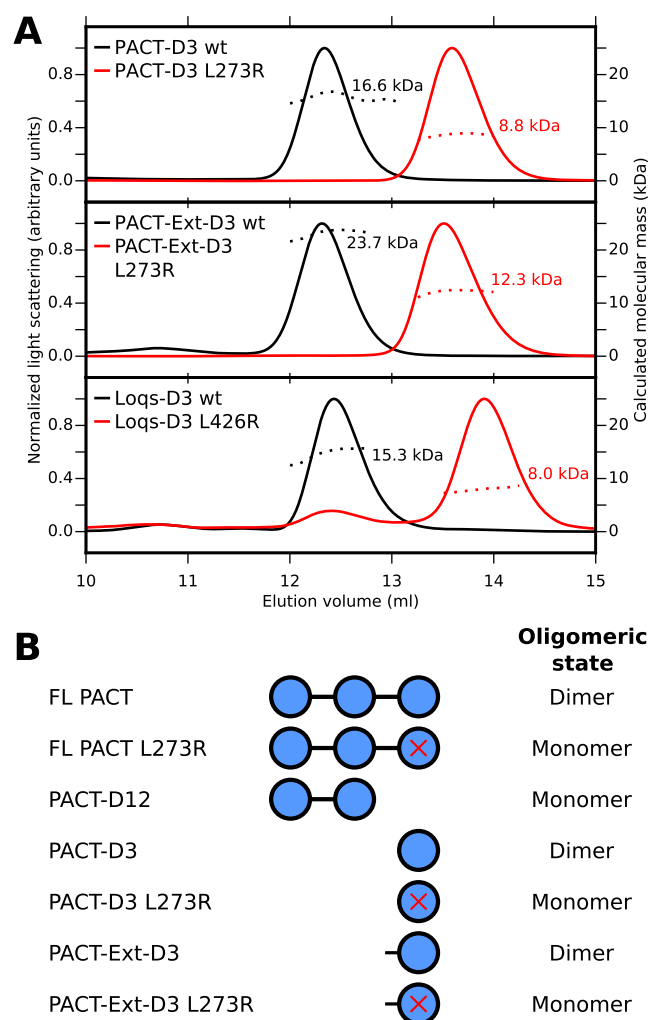 A
Normalized light scattering (arbitrary units)
Calculated molecular mass (kDa)
PACT-D3 wt
PACT-D3 L273R
16.6 kDa
8.8 kDa
0.8
0.4
0.0
20
10
0
PACT-Ext-D3 wt
PACT-Ext-D3
L273R
23.7 kDa
12.3 kDa
0.8
0.4
0.0
20
10
0
Loqs-D3 wt
Loqs-D3 L426R
15.3 kDa
8.0 kDa
0.8
0.4
0.0
20
10
0
10 11 12 13 14 15
Elution volume (ml)
B
Oligomeric
state
FL PACT Dimer
FL PACT L273R Monomer
PACT-D12 Monomer
PACT-D3 Dimer
PACT-D3 L273R Monomer
PACT-Ext-D3 Dimer
PACT-Ext-D3 L273R Monomer